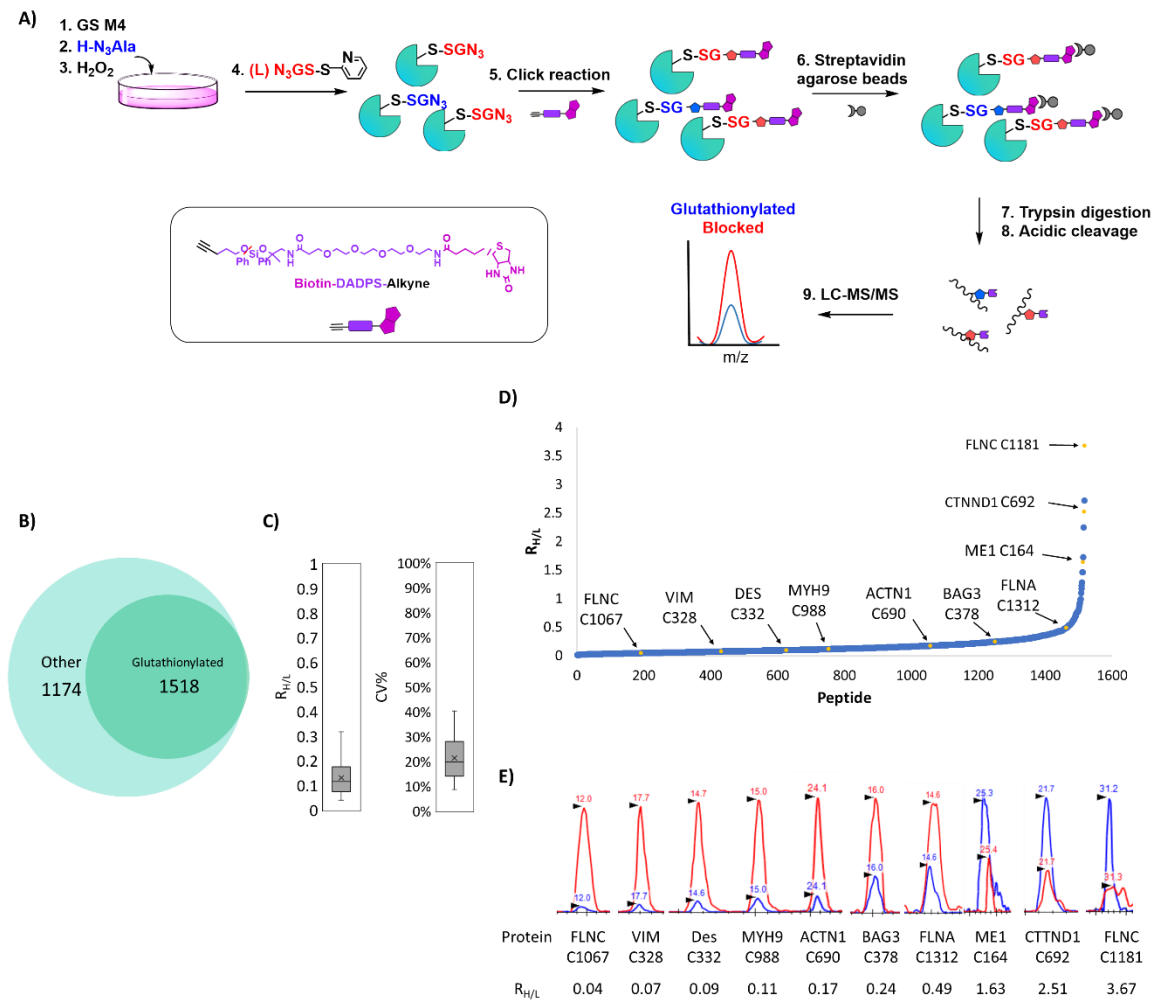 A)
1. GS M4
2. H-N₃Ala
3. H₂O₂
4. (L) N₃GS-S
N
S-SGN₃
S-SGN₃
S-SGN₃
5. Click reaction
S-SG
S-SG
S-SG
6. Streptavidin
agarose beads
S-SG
S-SG
S-SG
7. Trypsin digestion
8. Acidic cleavage
9. LC-MS/MS
Glutathionylated
Blocked
m/z
O Si O
Ph Ph
NH
O
O
O
O
O
NH
O
S
HN
NH
O
Biotin-DADPS-Alkyne
B)
Other
1174
Glutathionylated
1518
C)
R_H/L
1
0.9
0.8
0.7
0.6
0.5
0.4
0.3
0.2
0.1
0
CV%
100%
90%
80%
70%
60%
50%
40%
30%
20%
10%
0%
D)
R_H/L
4
3.5
3
2.5
2
1.5
1
0.5
0
0 200 400 600 800 1000 1200 1400 1600
Peptide
FLNC C1181
CTNND1 C692
ME1 C164
FLNC
C1067
VIM
C328
DES
C332
MYH9
C988
ACTN1
C690
BAG3
C378
FLNA
C1312
E)
12.0 17.7 14.7 15.0 24.1 16.0 14.6 25.3 21.7 31.2
12.0 17.7 14.6 15.0 24.1 16.0 14.6 25.4 21.7 31.3
Protein FLNC VIM Des MYH9 ACTN1 BAG3 FLNA ME1 CTTND1 FLNC
C1067 C328 C332 C988 C690 C378 C1312 C164 C692 C1181
R_H/L 0.04 0.07 0.09 0.11 0.17 0.24 0.49 1.63 2.51 3.67